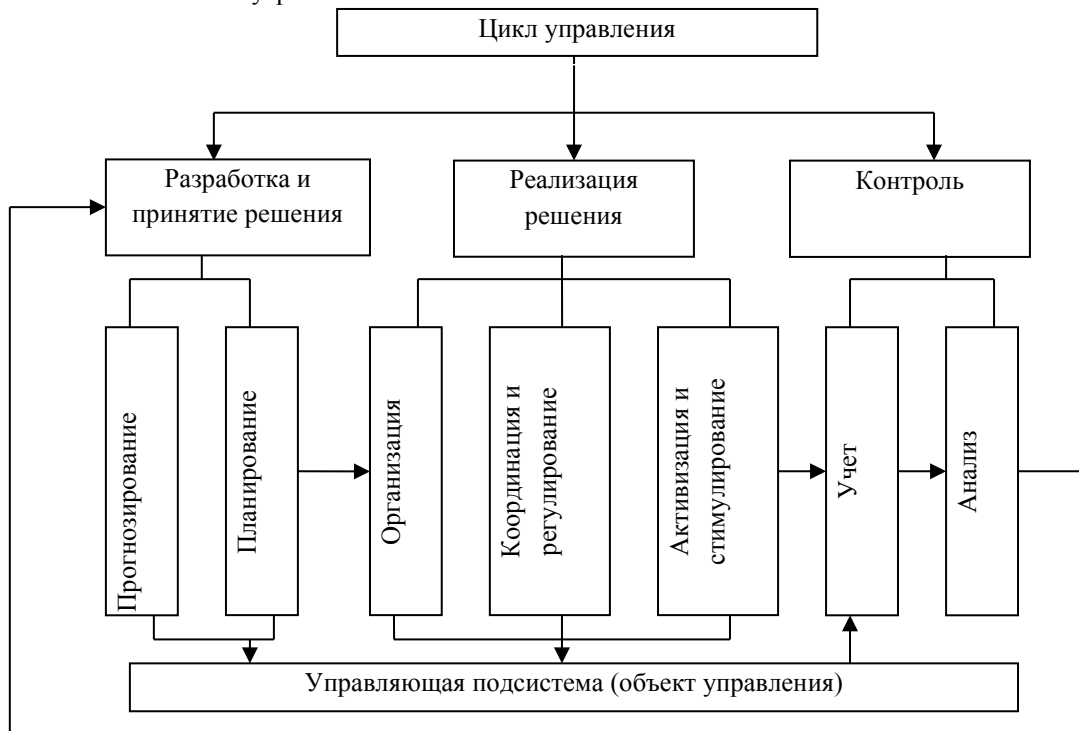 Цикл управления
Разработка и
принятие решения
Реализация
решения
Контроль
Прогнозирование
Планирование
Организация
Координация и
регулирование
Активизация и
стимулирование
Учет
Анализ
Управляющая подсистема (объект управления)